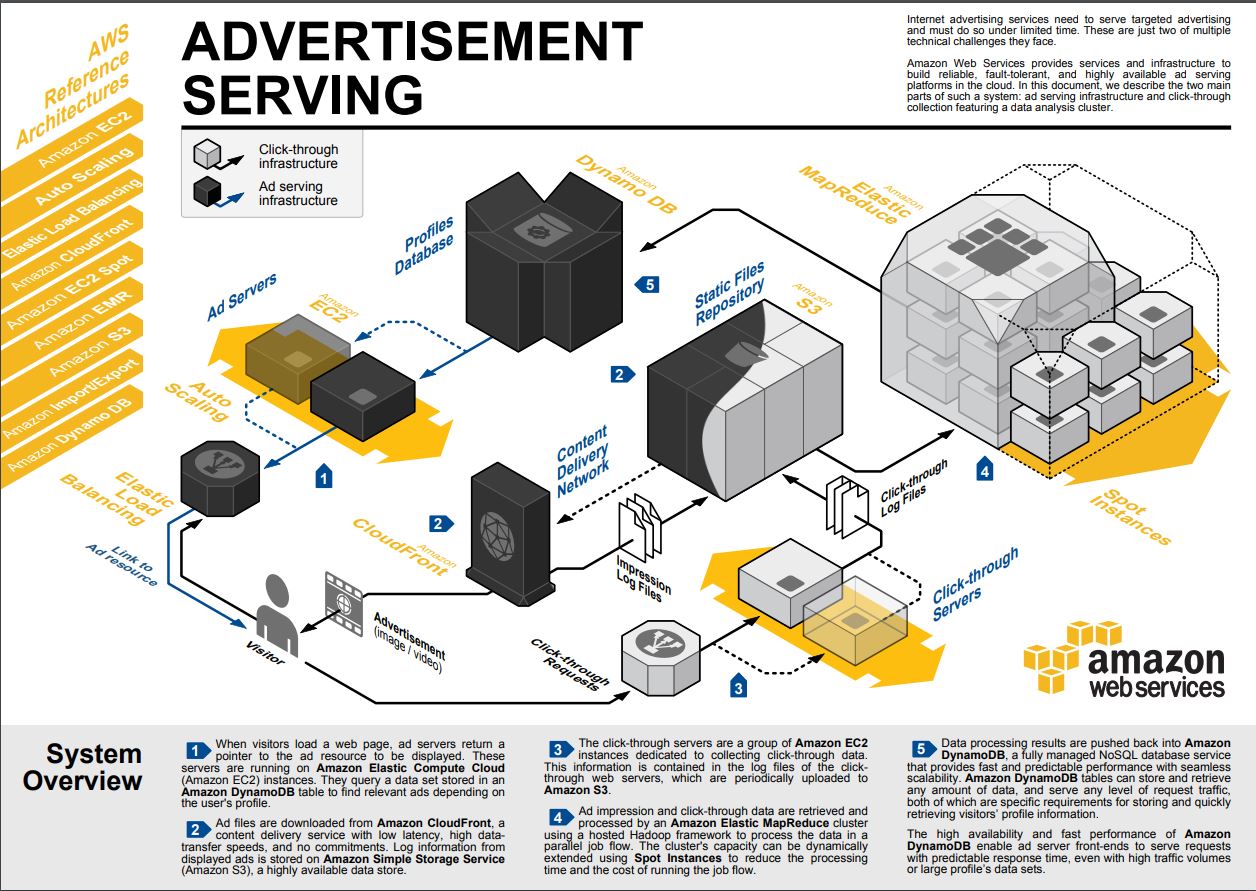 AWS
Reference
Architectures
Amazon EC2
Auto Scaling
Elastic Load Balancing
Amazon CloudFront
Amazon EC2 Spot
Amazon EMR
Amazon S3
Amazon Import/Export
Amazon Dynamo DB
ADVERTISEMENT
SERVING
Internet advertising services need to serve targeted advertising
and must do so under limited time. These are just two of multiple
technical challenges they face.
Amazon Web Services provides services and infrastructure to
build reliable, fault-tolerant, and highly available ad serving
platforms in the cloud. In this document, we describe the two main
parts of such a system: ad serving infrastructure and click-through
collection featuring a data analysis cluster.
Click-through
infrastructure
Ad serving
infrastructure
Amazon
Dynamo DB
Amazon
Elastic
MapReduce
Profiles
Database
5
Ad Servers
Amazon
EC2
Static Files
Repository
Amazon
S3
2
Auto
Scaling
1
Content
Delivery
Network
4
Click-through
Log Files
Spot
Instances
Elastic
Load
Balancing
2
Amazon
CloudFront
Link to
Ad resource
Impression
Log Files
Click-through
Servers
Advertisement
(image / video)
Visitor
Click-through
Requests
3
amazon
web services
System
Overview
1 When visitors load a web page, ad servers return a
pointer to the ad resource to be displayed. These
servers are running on Amazon Elastic Compute Cloud
(Amazon EC2) instances. They query a data set stored in an
Amazon DynamoDB table to find relevant ads depending on
the user's profile.
2 Ad files are downloaded from Amazon CloudFront, a
content delivery service with low latency, high data-
transfer speeds, and no commitments. Log information from
displayed ads is stored on Amazon Simple Storage Service
(Amazon S3), a highly available data store.
3 The click-through servers are a group of Amazon EC2
instances dedicated to collecting click-through data.
This information is contained in the log files of the click-
through web servers, which are periodically uploaded to
Amazon S3.
4 Ad impression and click-through data are retrieved and
processed by an Amazon Elastic MapReduce cluster
using a hosted Hadoop framework to process the data in a
parallel job flow. The cluster's capacity can be dynamically
extended using Spot Instances to reduce the processing
time and the cost of running the job flow.
5 Data processing results are pushed back into Amazon
DynamoDB, a fully managed NoSQL database service
that provides fast and predictable performance with seamless
scalability. Amazon DynamoDB tables can store and retrieve
any amount of data, and serve any level of request traffic,
both of which are specific requirements for storing and quickly
retrieving visitors' profile information.
The high availability and fast performance of Amazon
DynamoDB enable ad server front-ends to serve requests
with predictable response time, even with high traffic volumes
or large profile's data sets.